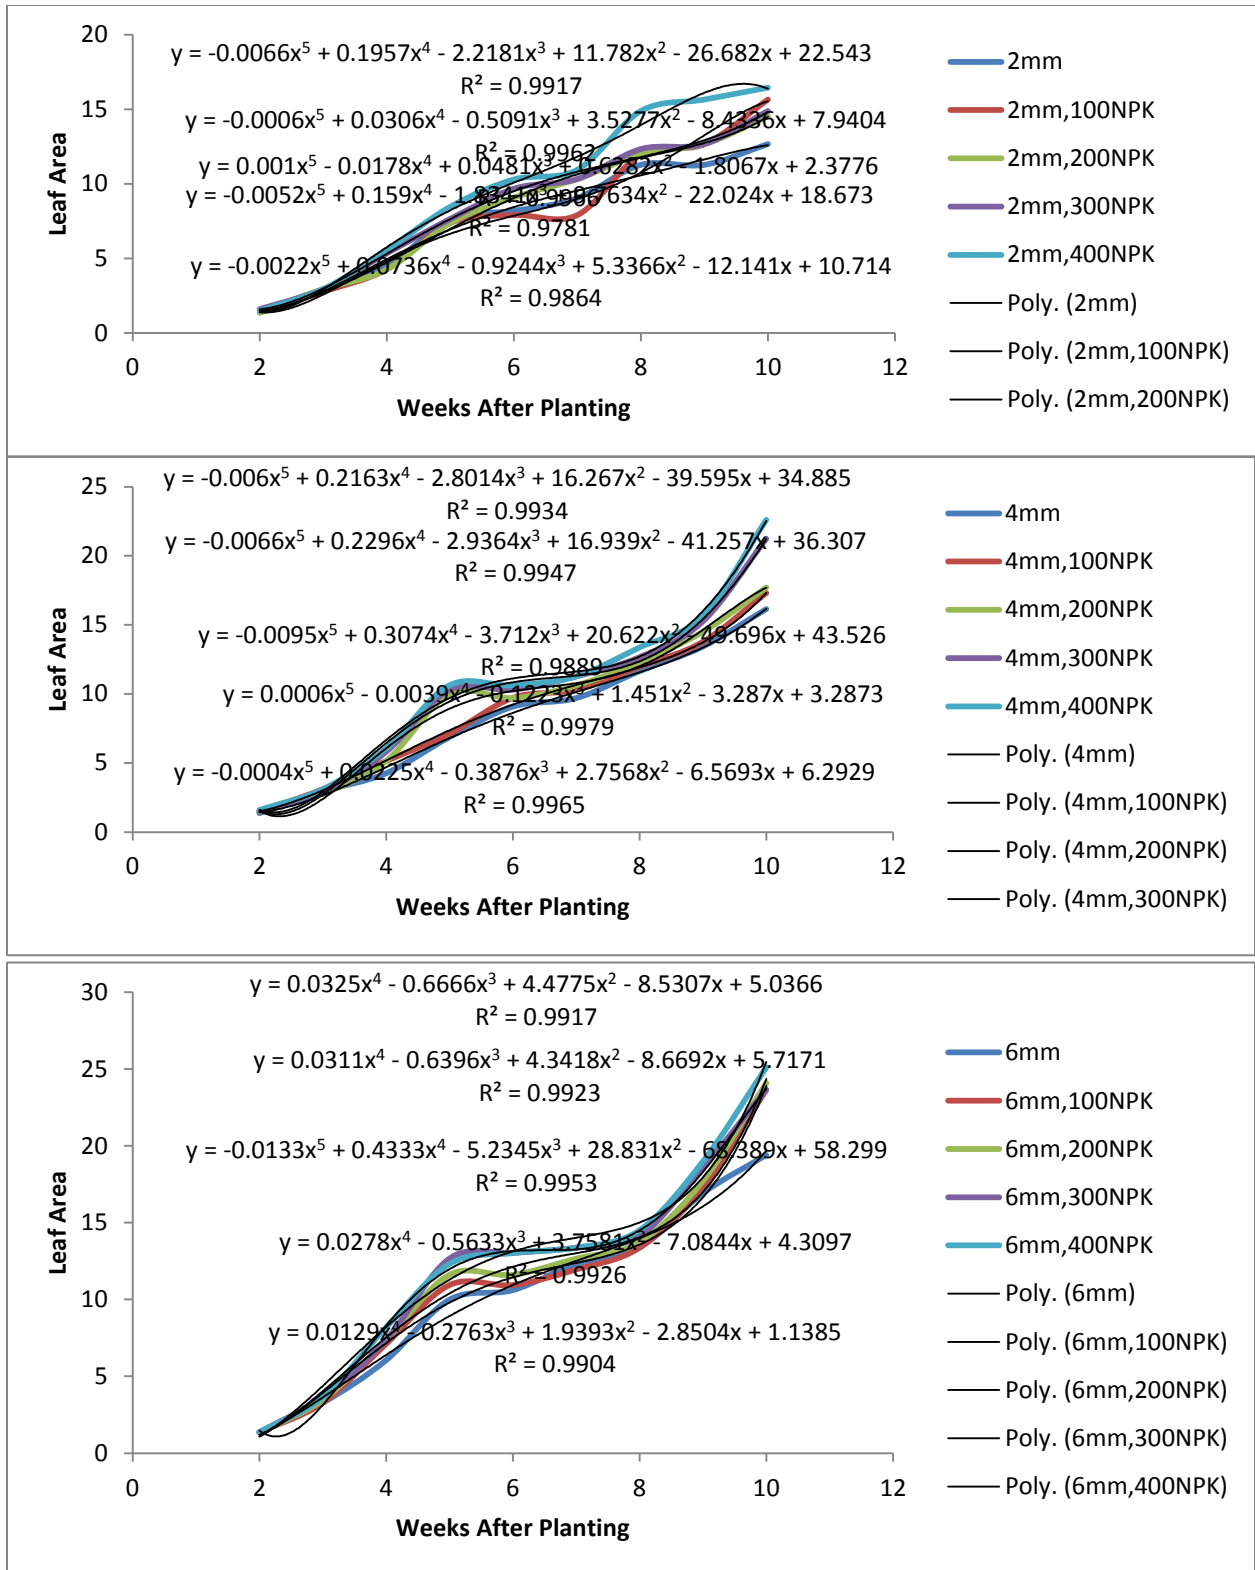 y = -0.0066x⁵ + 0.1957x⁴ - 2.2181x³ + 11.782x² - 26.682x + 22.543
R² = 0.9917
y = -0.0006x⁵ + 0.0306x⁴ - 0.5091x³ + 3.5277x² - 8.4336x + 7.9404
R² = 0.9962
y = 0.001x⁵ - 0.0178x⁴ + 0.0481x³ + 0.6282x² - 1.8067x + 2.3776
R² = 0.9966
y = -0.0052x⁵ + 0.159x⁴ - 1.8341x³ + 634x² - 22.024x + 18.673
R² = 0.9781
y = -0.0022x⁵ + 0.0736x⁴ - 0.9244x³ + 5.3366x² - 12.141x + 10.714
R² = 0.9864
20
15
10
5
0
0 2 4 6 8 10 12
Leaf Area
Weeks After Planting
2mm
2mm,100NPK
2mm,200NPK
2mm,300NPK
2mm,400NPK
Poly. (2mm)
Poly. (2mm,100NPK)
Poly. (2mm,200NPK)
y = -0.006x⁵ + 0.2163x⁴ - 2.8014x³ + 16.267x² - 39.595x + 34.885
R² = 0.9934
y = -0.0066x⁵ + 0.2296x⁴ - 2.9364x³ + 16.939x² - 41.257x + 36.307
R² = 0.9947
y = -0.0095x⁵ + 0.3074x⁴ - 3.712x³ + 20.622x² - 49.696x + 43.526
R² = 0.9889
y = 0.0006x⁵ - 0.0039x⁴ - 0.1223x³ + 1.451x² - 3.287x + 3.2873
R² = 0.9979
y = -0.0004x⁵ + 0.0225x⁴ - 0.3876x³ + 2.7568x² - 6.5693x + 6.2929
R² = 0.9965
25
20
15
10
5
0
0 2 4 6 8 10 12
Leaf Area
Weeks After Planting
4mm
4mm,100NPK
4mm,200NPK
4mm,300NPK
4mm,400NPK
Poly. (4mm)
Poly. (4mm,100NPK)
Poly. (4mm,200NPK)
Poly. (4mm,300NPK)
y = 0.0325x⁴ - 0.6666x³ + 4.4775x² - 8.5307x + 5.0366
R² = 0.9917
y = 0.0311x⁴ - 0.6396x³ + 4.3418x² - 8.6692x + 5.7171
R² = 0.9923
y = -0.0133x⁵ + 0.4333x⁴ - 5.2345x³ + 28.831x² - 68.389x + 58.299
R² = 0.9953
y = 0.0278x⁴ - 0.5633x³ + 3.7581x² - 7.0844x + 4.3097
R² = 0.9926
y = 0.0129x⁴ - 0.2763x³ + 1.9393x² - 2.8504x + 1.1385
R² = 0.9904
30
25
20
15
10
5
0
0 2 4 6 8 10 12
Leaf Area
Weeks After Planting
6mm
6mm,100NPK
6mm,200NPK
6mm,300NPK
6mm,400NPK
Poly. (6mm)
Poly. (6mm,100NPK)
Poly. (6mm,200NPK)
Poly. (6mm,300NPK)
Poly. (6mm,400NPK)